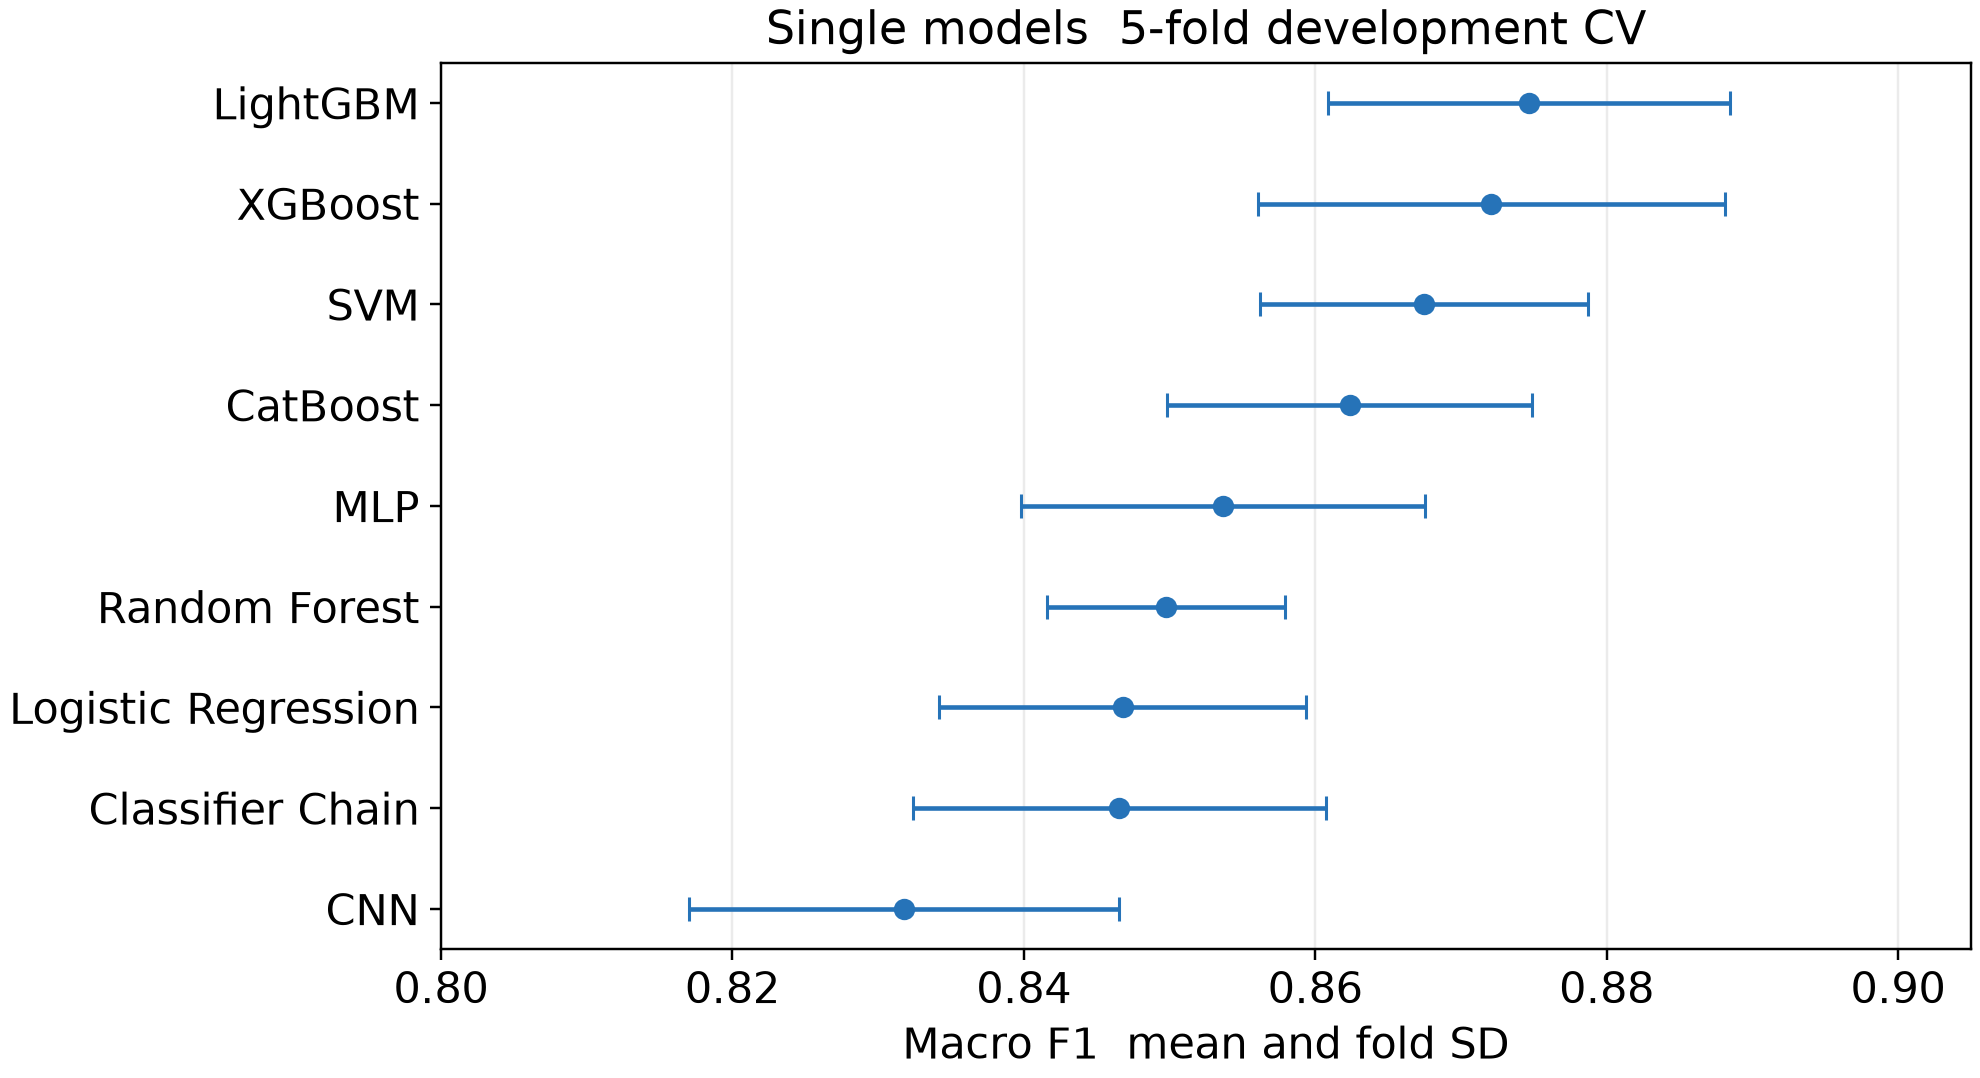 Single models  5-fold development CV
LightGBM
XGBoost
SVM
CatBoost
MLP
Random Forest
Logistic Regression
Classifier Chain
CNN
0.80 0.82 0.84 0.86 0.88 0.90
Macro F1  mean and fold SD